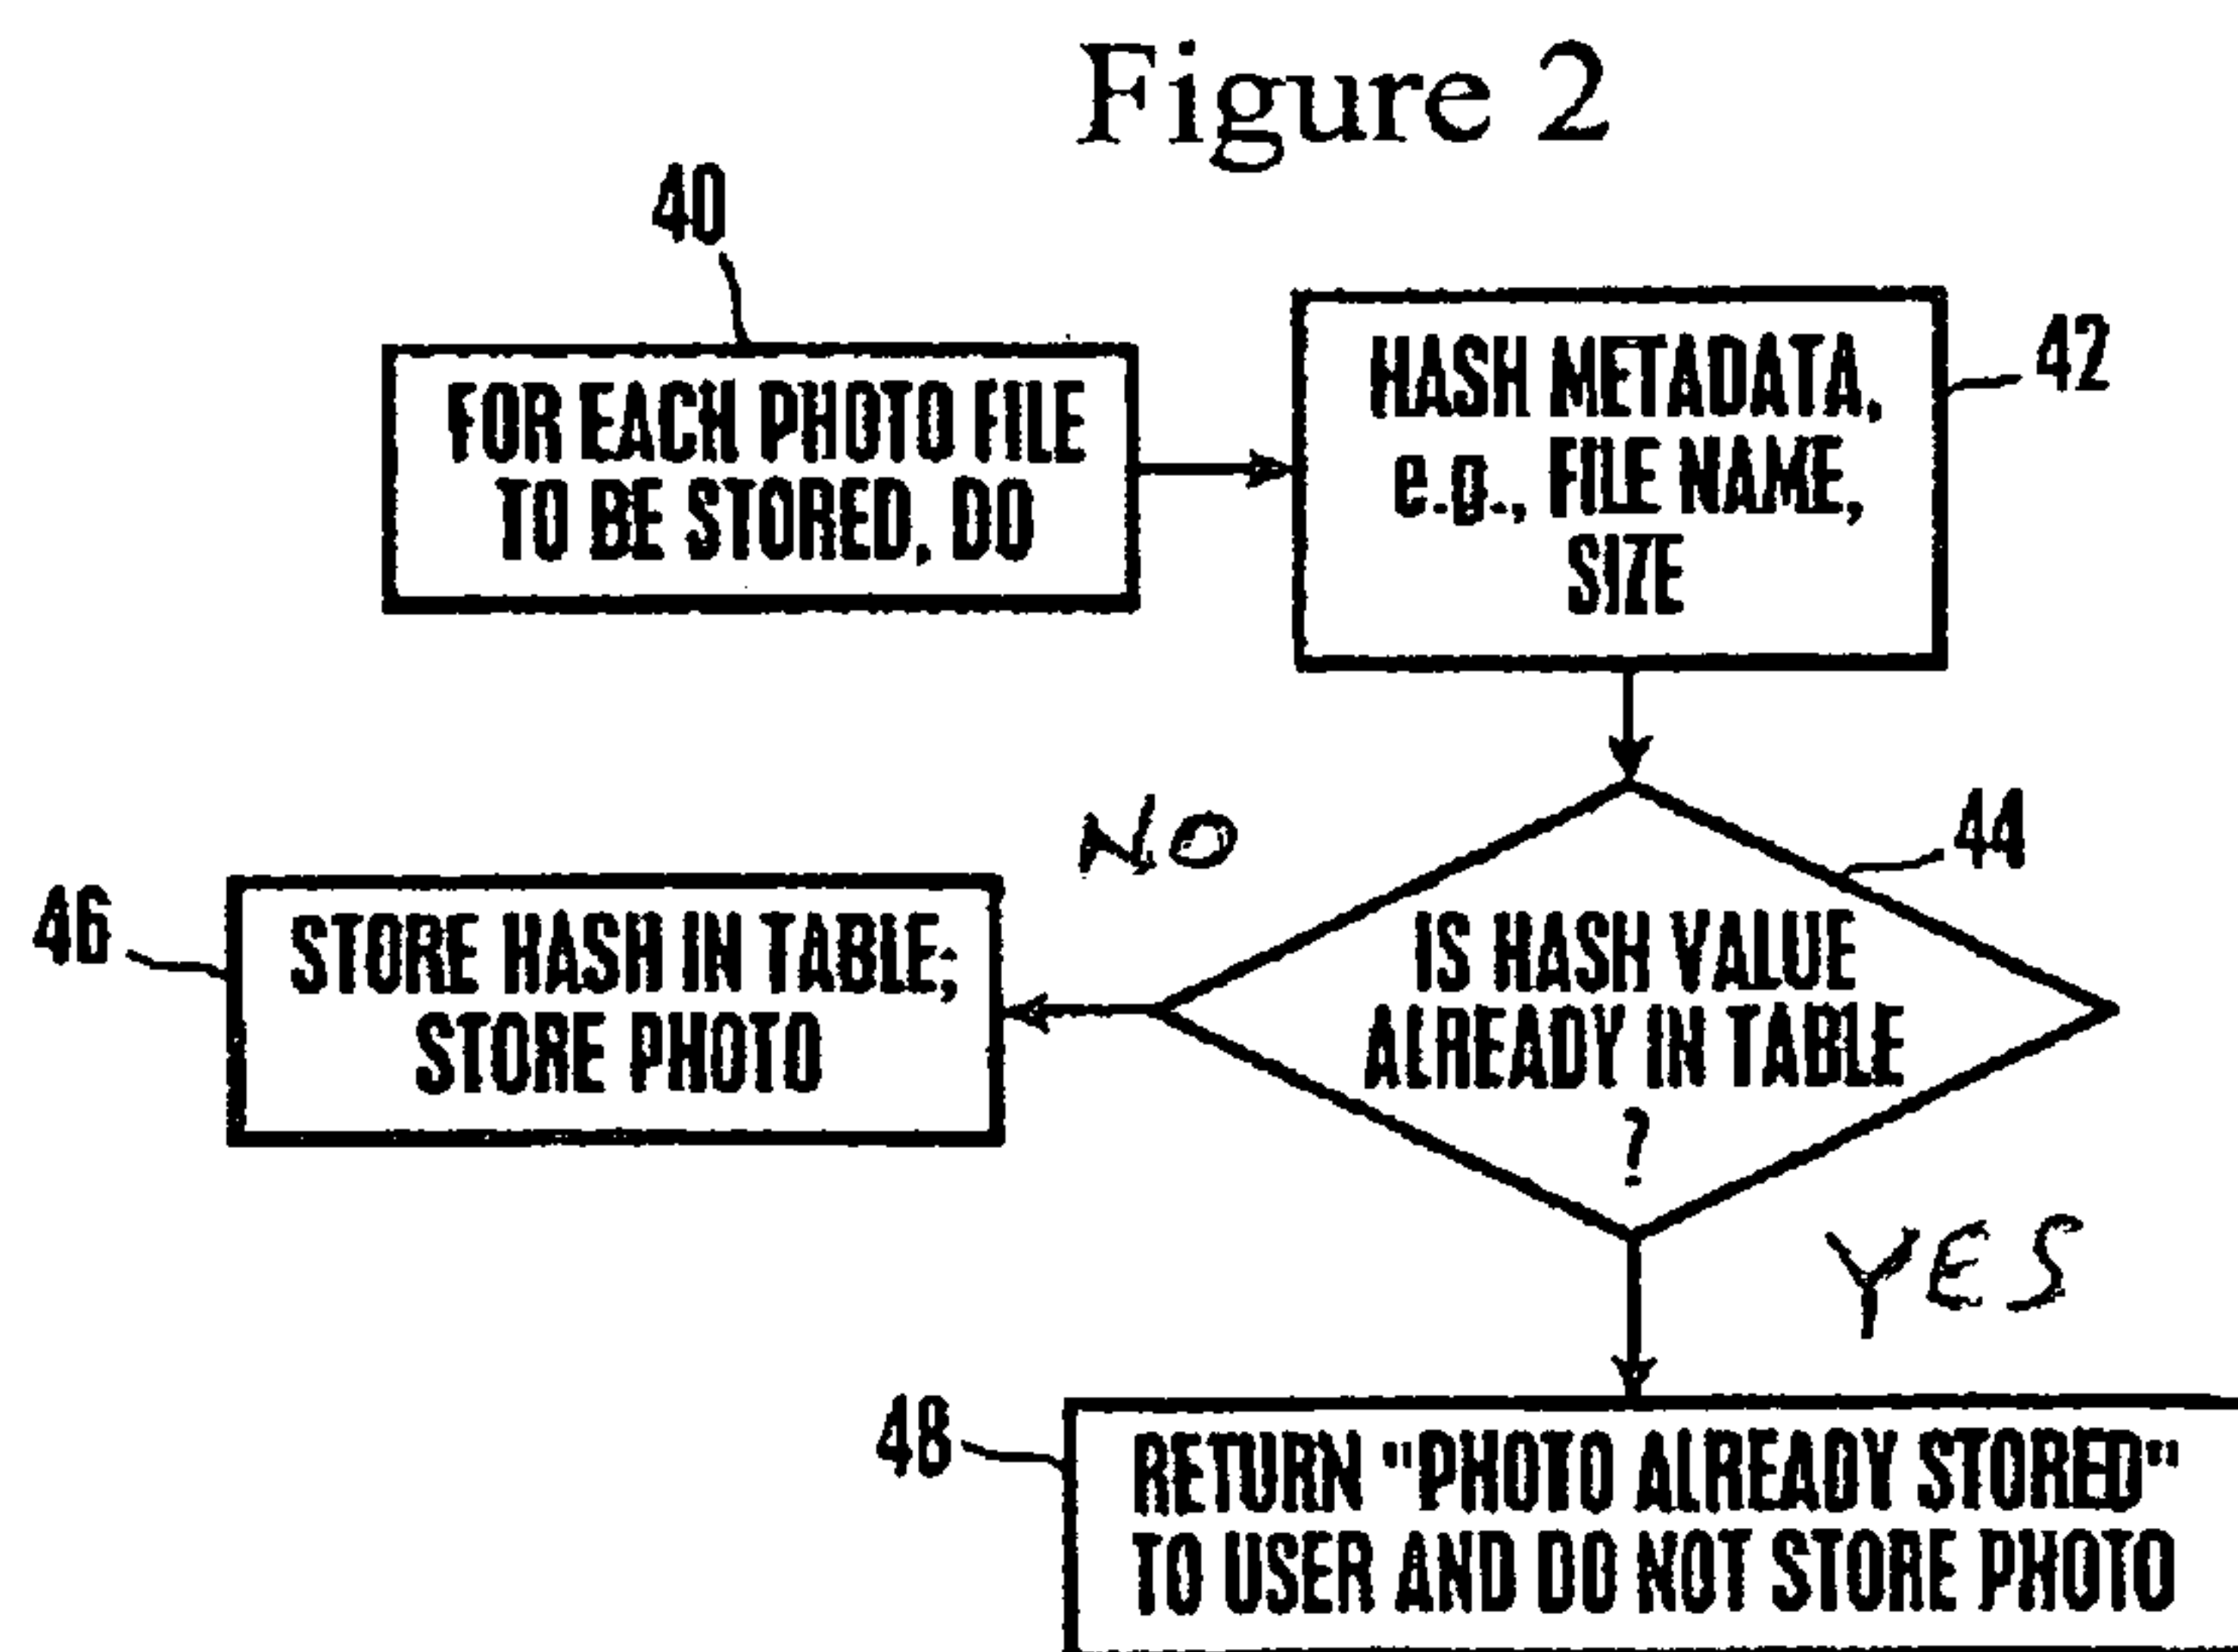 Figure 2
40
FOR EACH PHOTO FILE
TO BE STORED, DO
HASH METADATA,
e.g., FILE NAME,
SIZE
42
NO
44
IS HASH VALUE
ALREADY IN TABLE
?
46
STORE HASH IN TABLE;
STORE PHOTO
YES
48
RETURN "PHOTO ALREADY STORED"
TO USER AND DO NOT STORE PHOTO